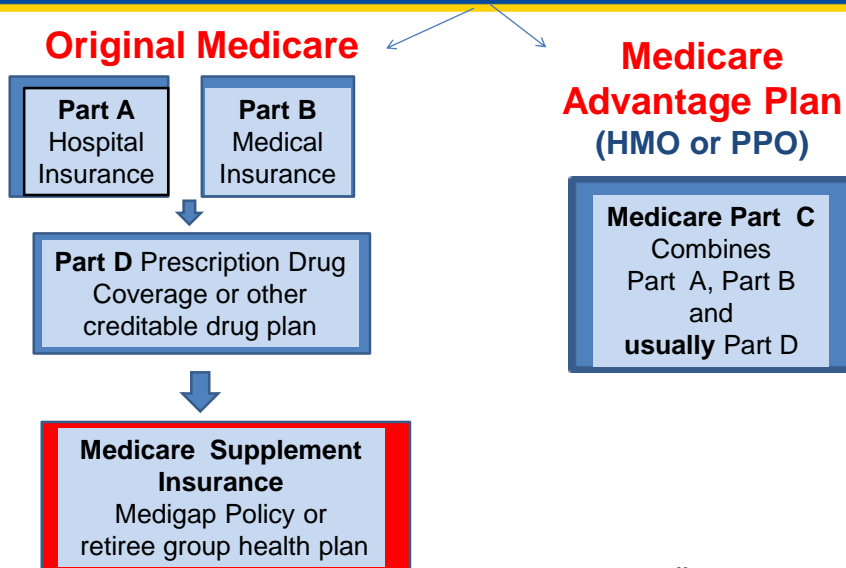 Original Medicare
Part A
Hospital
Insurance
Part B
Medical
Insurance
Part D Prescription Drug
Coverage or other
creditable drug plan
Medicare Supplement
Insurance
Medigap Policy or
retiree group health plan
Medicare
Advantage Plan
(HMO or PPO)
Medicare Part C
Combines
Part A, Part B
and
usually Part D